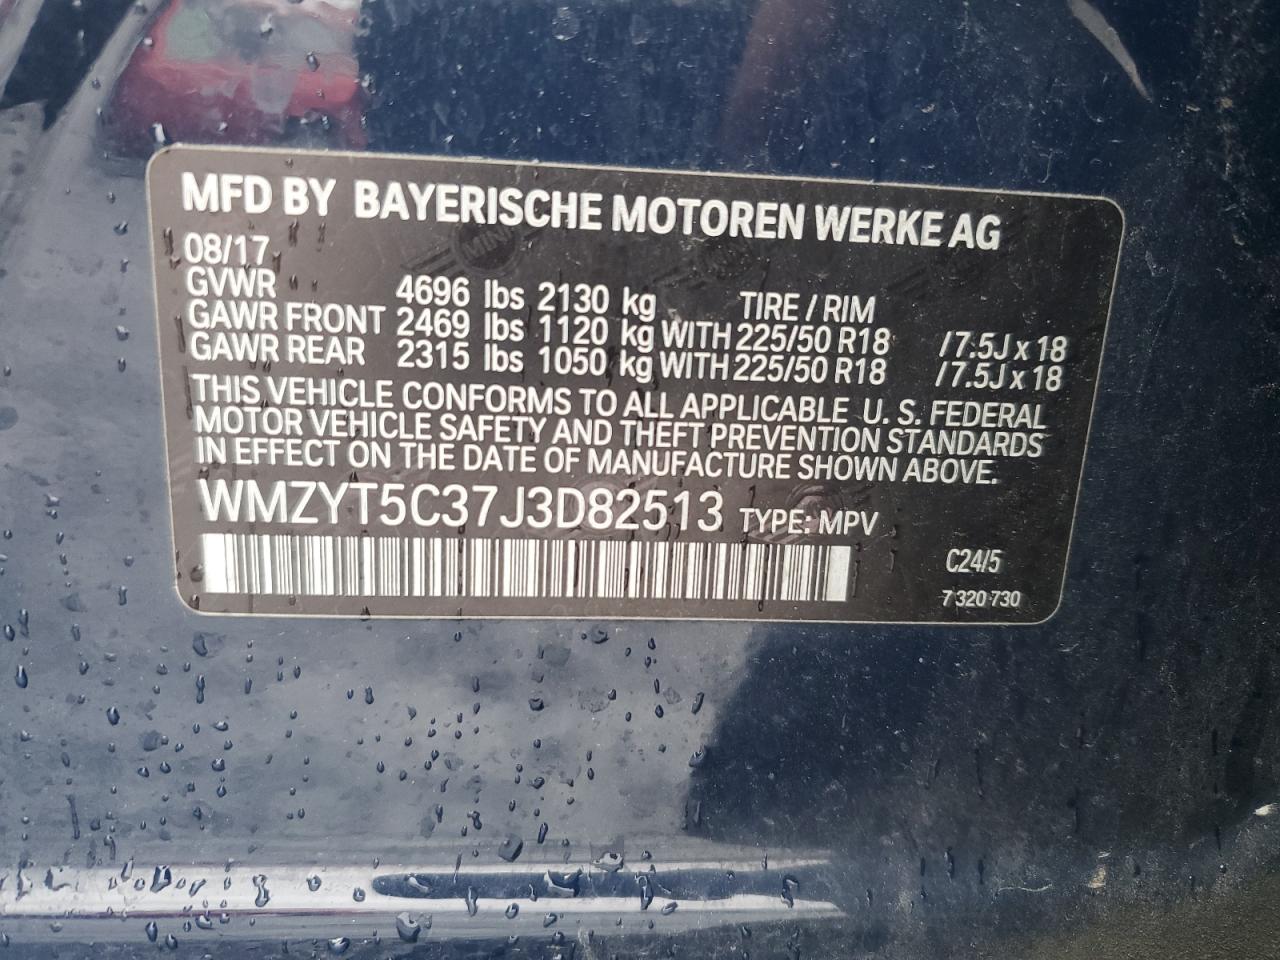 MFD BY BAYERISCHE MOTOREN WERKE AG
08/17
GVWR 4696 lbs 2130 kg TIRE / RIM
GAWR FRONT 2469 lbs 1120 kg WITH 225/50 R18 / 7.5J x 18
GAWR REAR 2315 lbs 1050 kg WITH 225/50 R18 / 7.5J x 18
THIS VEHICLE CONFORMS TO ALL APPLICABLE U. S. FEDERAL
MOTOR VEHICLE SAFETY AND THEFT PREVENTION STANDARDS
IN EFFECT ON THE DATE OF MANUFACTURE SHOWN ABOVE.
WMZYT5C37J3D82513 TYPE: MPV
C24/5
7 320 730
MINI